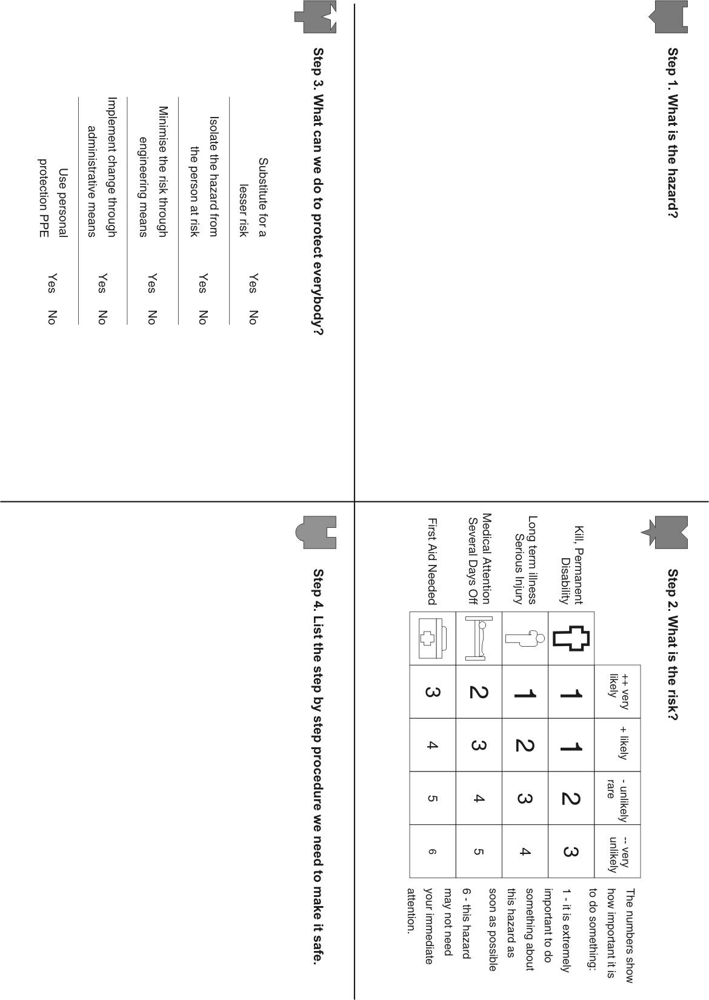 Step 1. What is the hazard?
Step 2. What is the risk?
++ very
likely
+ likely
- unlikely
rare
-- very
unlikely
Kill, Permanent
Disability
1
1
2
3
Long term illness
Serious Injury
1
2
3
4
Medical Attention
Several Days Off
2
3
4
5
First Aid Needed
3
4
5
6
The numbers show
how important it is
to do something:
1 - it is extremely
important to do
something about
this hazard as
soon as possible
6 - this hazard
may not need
your immediate
attention.
Step 3. What can we do to protect everybody?
Substitute for a
lesser risk
Yes No
Isolate the hazard from
the person at risk
Yes No
Minimise the risk through
engineering means
Yes No
Implement change through
administrative means
Yes No
Use personal
protection PPE
Yes No
Step 4. List the step by step procedure we need to make it safe.